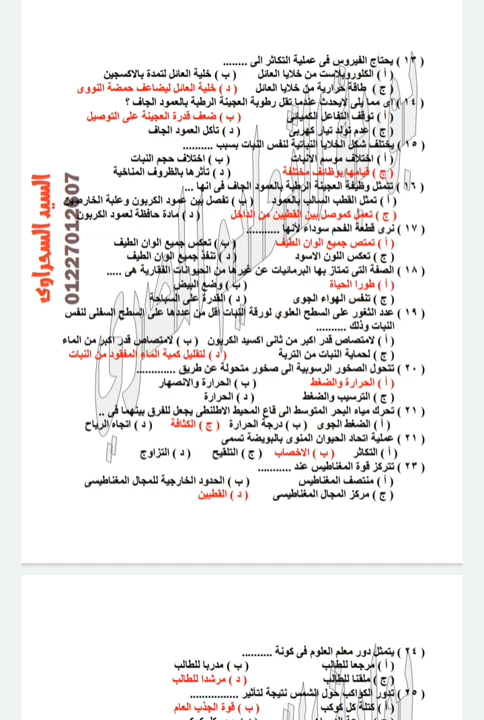 ( ١٣ ) يحتاج الفيروس فى عملية التكاثر الى ........
( أ ) الكلوروبلاست من خلايا العائل ( ب ) خلية العائل لتمدة بالاكسجين
( ج ) طاقة حرارية من خلايا العائل ( د ) خلية العائل ليضاعف حمضة النووى
( ١٤ ) أى مما يلى لايحدث عندما تقل رطوبة العجينة الرطبة بالعمود الجاف ؟
( أ ) توقف التفاعل الكميائى ( ب ) ضعف قدرة العجينة على التوصيل
( ج ) عدم تولد تيار كهربى ( د ) تأكل العمود الجاف
( ١٥ ) يختلف شكل الخلايا النباتية لنفس النبات بسبب ..........
( أ ) اختلاف موسم الانبات ( ب ) اختلاف حجم النبات
( ج ) قيامها بوظائف مختلفة ( د ) تأثرها بالظروف المناخية
( ١٦ ) تتمثل وظيفة العجينة الرطبة بالعمود الجاف فى انها ...
( أ ) تمثل القطب السالب بالعمود ( ب ) تفصل بين عمود الكربون وعلبة الخارصين
( ج ) تعمل كموصل بين القطبين من الداخل ( د ) مادة حافظة لعمود الكربون
( ١٧ ) نرى قطعة الفحم سوداء لأنها ..........
( أ ) تمتص جميع الوان الطيف ( ب ) تعكس جميع الوان الطيف
( ج ) تعكس اللون الاسود ( د ) تنفذ جميع الوان الطيف
( ١٨ ) الصفة التى تمتاز بها البرمائيات عن غيرها من الحيوانات الفقارية هى .....
( أ ) طورا الحياة ( ب ) وضع البيض
( ج ) تنفس الهواء الجوى ( د ) القدرة على السباحة
( ١٩ ) عدد الثغور على السطح العلوي لورقة النبات أقل من عددها على السطح السفلى لنفس
النبات وذلك ..........
( أ ) لامتصاص قدر اكبر من ثانى اكسيد الكربون ( ب ) لامتصاص قدر اكبر من الماء
( ج ) لحماية النبات من التربة ( د ) لتقليل كمية الماء المفقود من النبات
( ٢٠ ) تتحول الصخور الرسوبية الى صخور متحولة عن طريق .............
( أ ) الحرارة والضغط ( ب ) الحرارة والانصهار
( ج ) الترسيب والضغط ( د ) الحرارة
( ٢١ ) تحرك مياه البحر المتوسط الى قاع المحيط الاطلنطى يجعل للفرق بينهما فى ..
( أ ) الضغط الجوى ( ب ) درجة الحرارة ( ج ) الكثافة ( د ) اتجاه الرياح
( ٢١ ) عملية اتحاد الحيوان المنوى بالبويضة تسمى
( أ ) التكاثر ( ب ) الاخصاب ( ج ) التلقيح ( د ) التزاوج
( ٢٣ ) تتركز قوة المغناطيس عند ..........
( أ ) منتصف المغناطيس ( ب ) الحدود الخارجية للمجال المغناطيسى
( ج ) مركز المجال المغناطيسى ( د ) القطبين
السيد السحراوى
01227012607
( ٢٤ ) يتمثل دور معلم العلوم فى كونة ..........
( أ ) مرجعا للطالب ( ب ) مدربا للطالب
( ج ) ملقنا للطالب ( د ) مرشدا للطالب
( ٢٥ ) تدور الكواكب حول الشمس نتيجة لتأثير ...............
( أ ) كتلة كل كوكب ( ب ) قوة الجذب العام